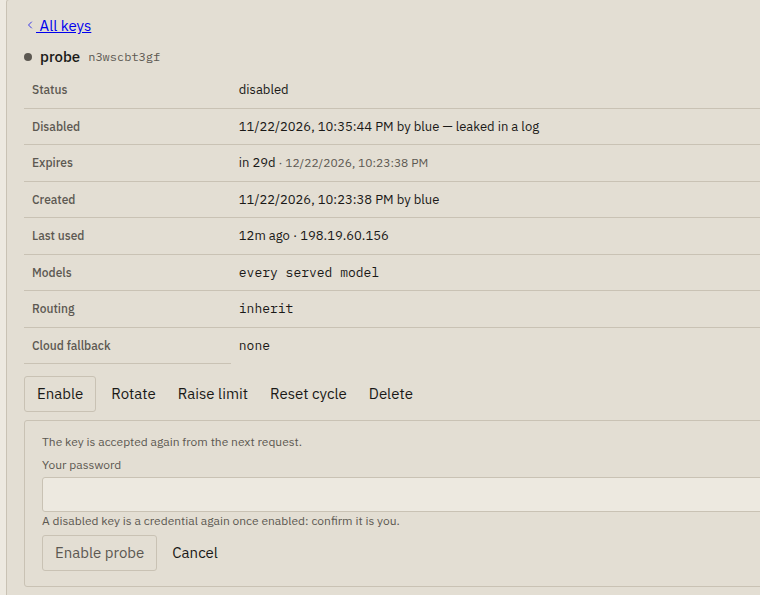 ‹ All keys
probe n3wscbt3gf
Status disabled
Disabled 11/22/2026, 10:35:44 PM by blue — leaked in a log
Expires in 29d · 12/22/2026, 10:23:38 PM
Created 11/22/2026, 10:23:38 PM by blue
Last used 12m ago · 198.19.60.156
Models every served model
Routing inherit
Cloud fallback none
Enable Rotate Raise limit Reset cycle Delete
The key is accepted again from the next request.
Your password
A disabled key is a credential again once enabled: confirm it is you.
Enable probe Cancel